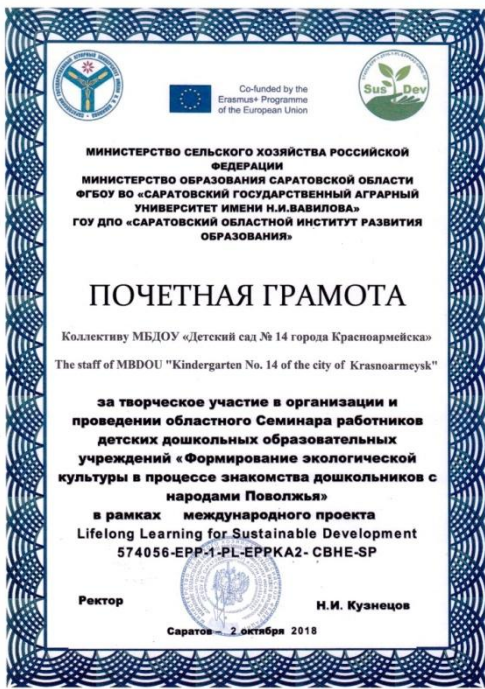 Co-funded by the
Erasmus+ Programme
of the European Union
Sus Dev
МИНИСТЕРСТВО СЕЛЬСКОГО ХОЗЯЙСТВА РОССИЙСКОЙ
ФЕДЕРАЦИИ
МИНИСТЕРСТВО ОБРАЗОВАНИЯ САРАТОВСКОЙ ОБЛАСТИ
ФГБОУ ВО «САРАТОВСКИЙ ГОСУДАРСТВЕННЫЙ АГРАРНЫЙ
УНИВЕРСИТЕТ ИМЕНИ Н.И.ВАВИЛОВА»
ГОУ ДПО «САРАТОВСКИЙ ОБЛАСТНОЙ ИНСТИТУТ РАЗВИТИЯ
ОБРАЗОВАНИЯ»
ПОЧЕТНАЯ ГРАМОТА
Коллективу МБДОУ «Детский сад № 14 города Красноармейска»
The staff of MBDOU "Kindergarten No. 14 of the city of Krasnoarmeysk"
за творческое участие в организации и
проведении областного Семинара работников
детских дошкольных образовательных
учреждений «Формирование экологической
культуры в процессе знакомства дошкольников с
народами Поволжья»
в рамках международного проекта
Lifelong Learning for Sustainable Development
574056-EPP-1-PL-EPPKA2- CBHE-SP
Ректор Н.И. Кузнецов
Саратов – 2 октября 2018